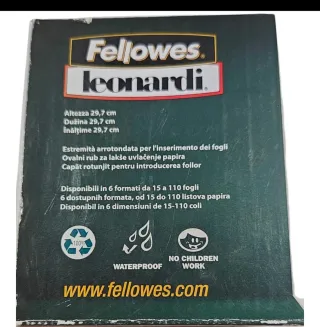 Fellowes®
leonardi®
Altezza 29,7 cm
Dužina 29,7 cm
Înălţime 29,7 cm
Estremità arrotondata per l'inserimento dei fogli
Ovalni rub za lakše uvlačenje papira
Capăt rotunjit pentru introducerea foilor
Disponibili in 6 formati da 15 a 110 fogli
6 dostupnih formata, od 15 do 110 listova papira
Disponibil in 6 dimensiuni de 15-110 coli
WATERPROOF
NO CHILDREN
WORK
www.fellowes.com